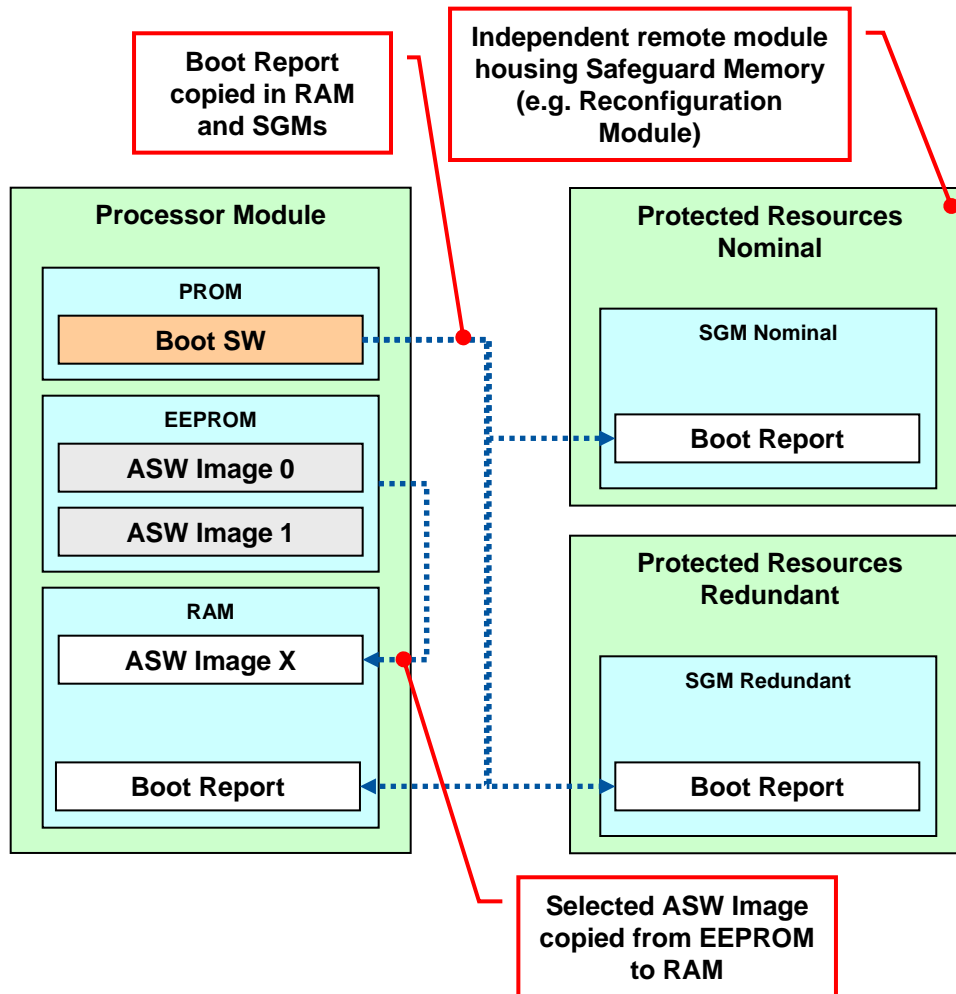 Boot Report
copied in RAM
and SGMs
Independent remote module
housing Safeguard Memory
(e.g. Reconfiguration
Module)
Processor Module
PROM
Boot SW
EEPROM
ASW Image 0
ASW Image 1
RAM
ASW Image X
Boot Report
Protected Resources
Nominal
SGM Nominal
Boot Report
Protected Resources
Redundant
SGM Redundant
Boot Report
Selected ASW Image
copied from EEPROM
to RAM